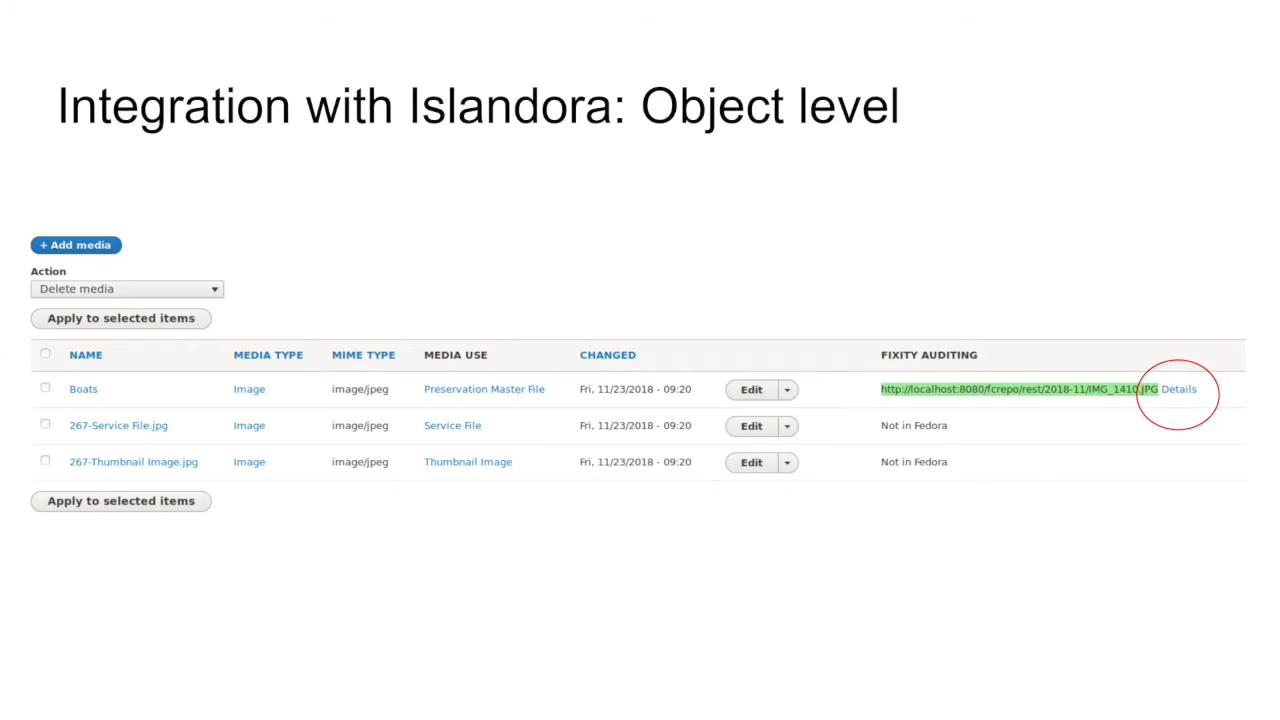 Integration with Islandora: Object level
+ Add media
Action
Delete media
Apply to selected items
NAME MEDIA TYPE MIME TYPE MEDIA USE CHANGED FIXITY AUDITING
Boats Image image/jpeg Preservation Master File Fri, 11/23/2018 - 09:20 Edit http://localhost:8080/fcrepo/rest/2018-11/IMG_1410.JPG Details
267-Service File.jpg Image image/jpeg Service File Fri, 11/23/2018 - 09:20 Edit Not in Fedora
267-Thumbnail Image.jpg Image image/jpeg Thumbnail Image Fri, 11/23/2018 - 09:20 Edit Not in Fedora
Apply to selected items